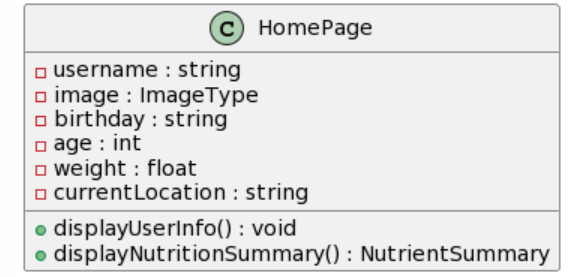 C HomePage
username : string
image : ImageType
birthday : string
age : int
weight : float
currentLocation : string
displayUserInfo() : void
displayNutritionSummary() : NutrientSummary